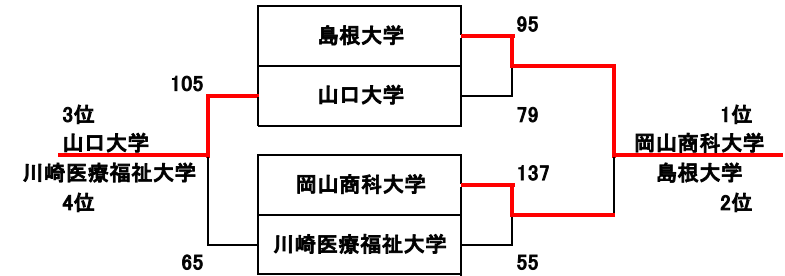 島根大学
95
105
山口大学
3位
79
1位
山口大学
岡山商科大学
川崎医療福祉大学
岡山商科大学
137
島根大学
4位
2位
川崎医療福祉大学
65
55